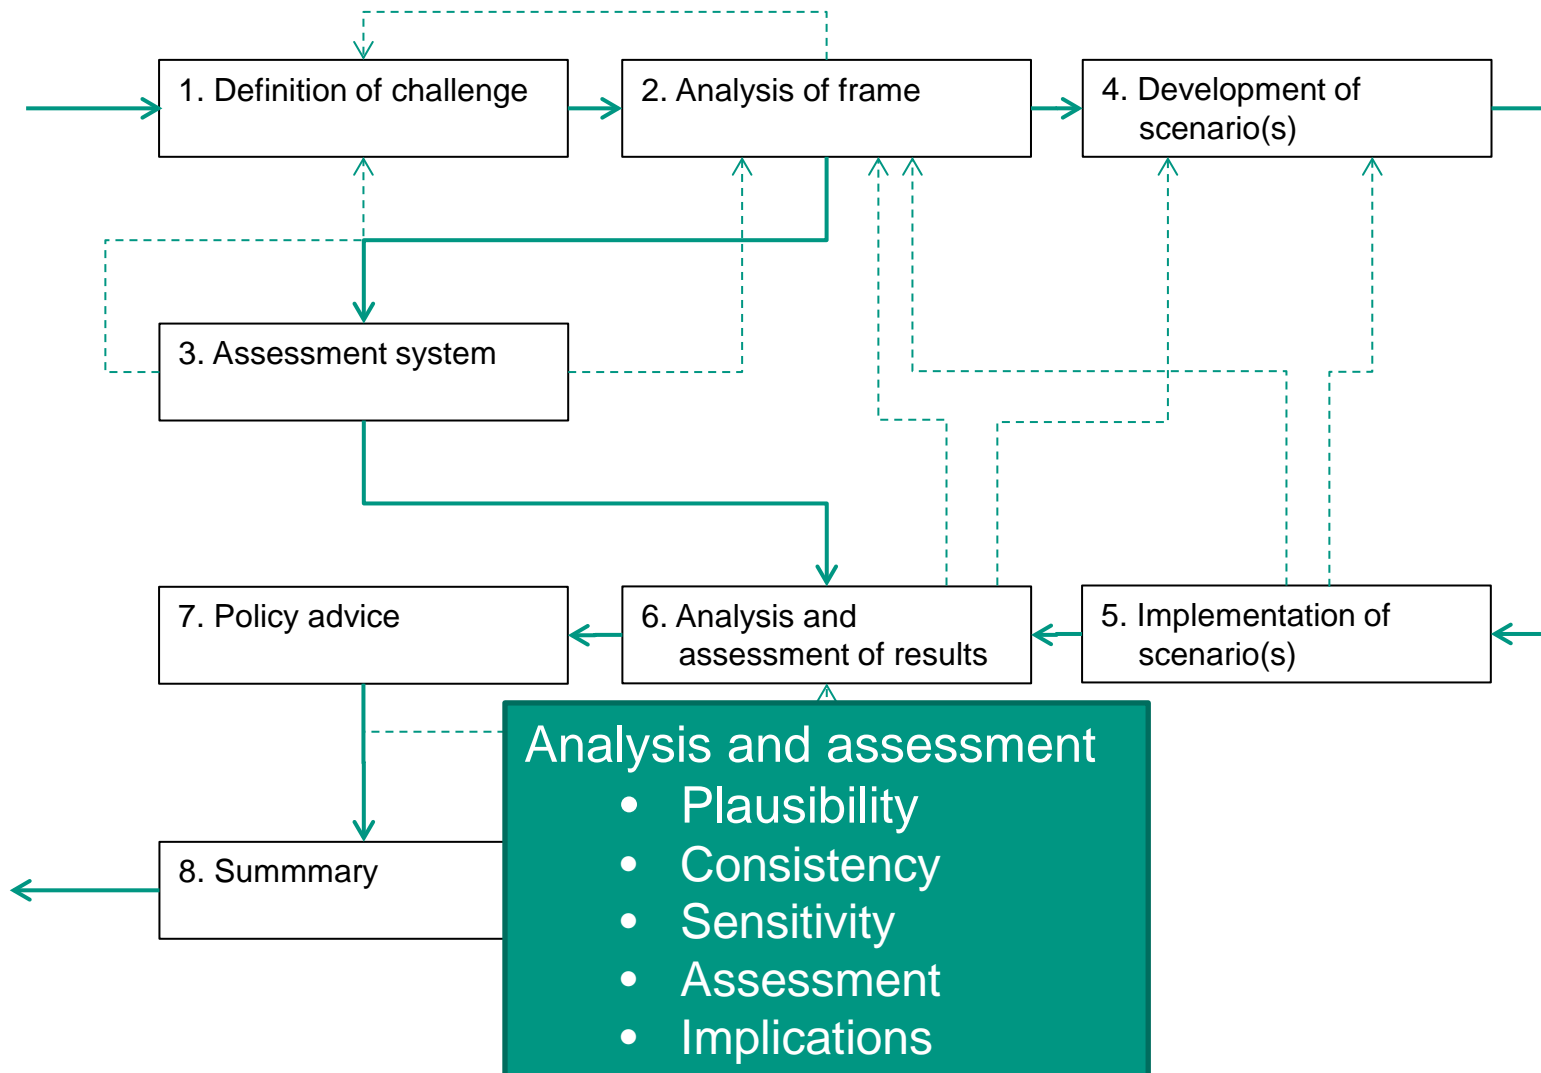 1. Definition of challenge
2. Analysis of frame
4. Development of
scenario(s)
3. Assessment system
7. Policy advice
6. Analysis and
assessment of results
5. Implementation of
scenario(s)
8. Summmary
Analysis and assessment
• Plausibility
• Consistency
• Sensitivity
• Assessment
• Implications